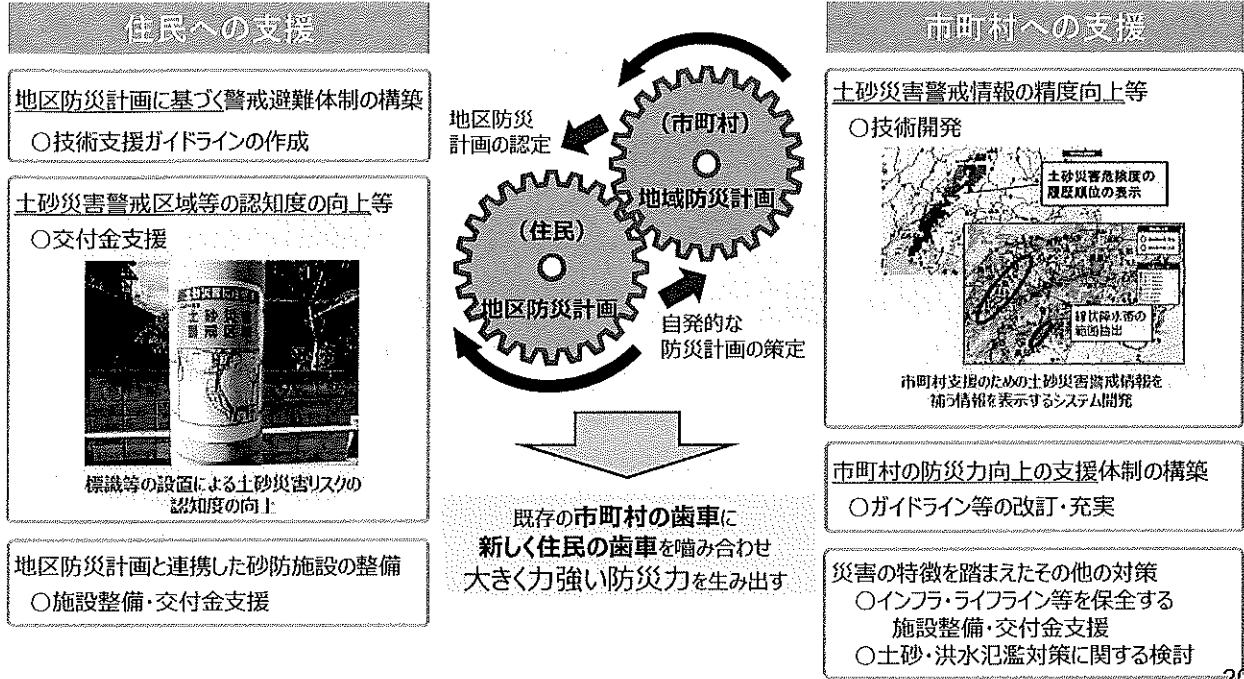 住民への支援
地区防災計画に基づく警戒避難体制の構築
○技術支援ガイドラインの作成
土砂災害警戒区域等の認知度の向上等
○交付金支援
土砂災害
警戒区域
標識等の設置による土砂災害リスクの
認知度の向上
地区防災計画と連携した砂防施設の整備
○施設整備・交付金支援
地区防災
計画の認定
(市町村)
地域防災計画
(住民)
地区防災計画
自発的な
防災計画の策定
既存の市町村の歯車に
新しく住民の歯車を噛み合わせ
大きく力強い防災力を生み出す
市町村への支援
土砂災害警戒情報の精度向上等
○技術開発
土砂災害危険度の
履歴順位の表示
線状降水帯の
範囲抽出
市町村支援のための土砂災害警戒情報を
補う情報を表示するシステム開発
市町村の防災力向上の支援体制の構築
○ガイドライン等の改訂・充実
災害の特徴を踏まえたその他の対策
○インフラ・ライフライン等を保全する
施設整備・交付金支援
○土砂・洪水氾濫対策に関する検討